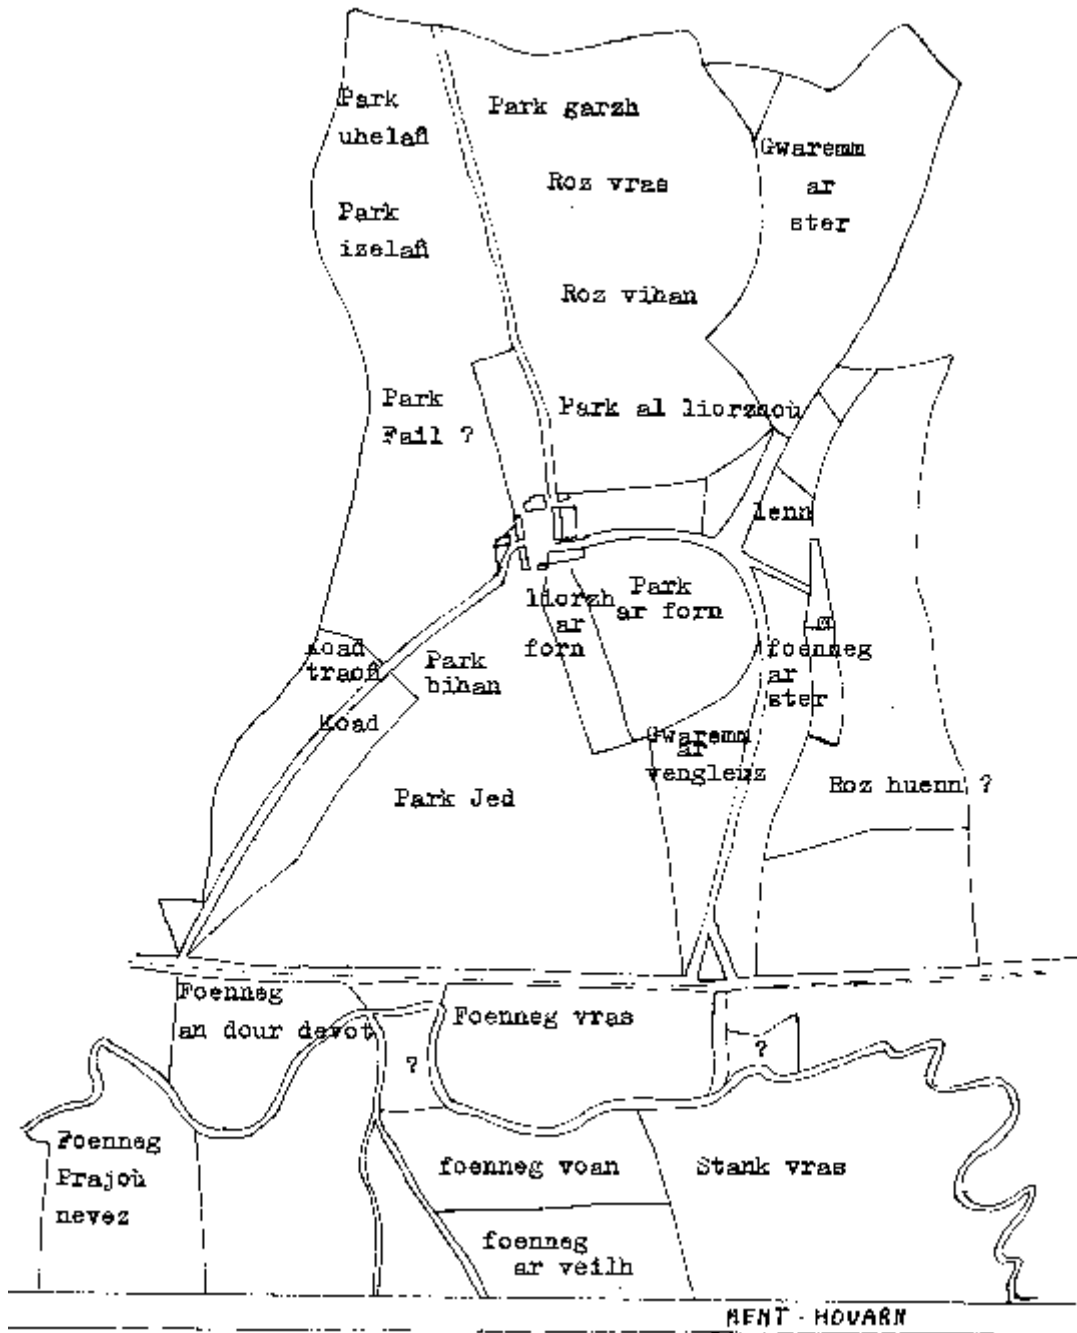 Park
uhelañ
Park garzh
Gwaremm
ar
ster
Roz vras
Park
izelañ
Roz vihan
Park
Fail ?
Park al liorzhoù
lenn
liorzh
ar
forn
Park
ar forn
foenneg
ar
ster
Koad
traoñ
Park
bihan
Koad
Gwaremm
ar
vengleuz
Park Jed
Roz huenn ?
Foenneg
an dour devot
Foenneg vras
?
?
Foenneg
Prajoù
nevez
foenneg voan
Stank vras
foenneg
ar veilh
HENT - HOUARN